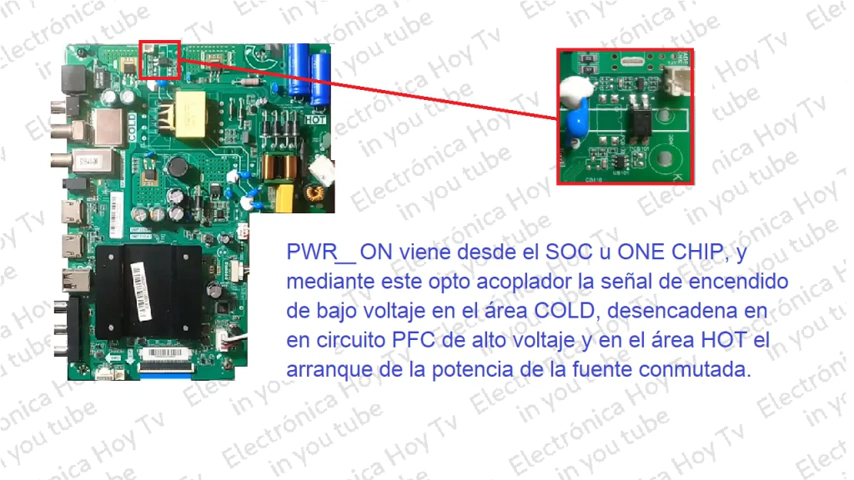 COLD
HOT
PWR__ ON viene desde el SOC u ONE CHIP, y
mediante este opto acoplador la señal de encendido
de bajo voltaje en el área COLD, desencadena en
en circuito PFC de alto voltaje y en el área HOT el
arranque de la potencia de la fuente conmutada.
Electrónica Hoy Tv
in you tube